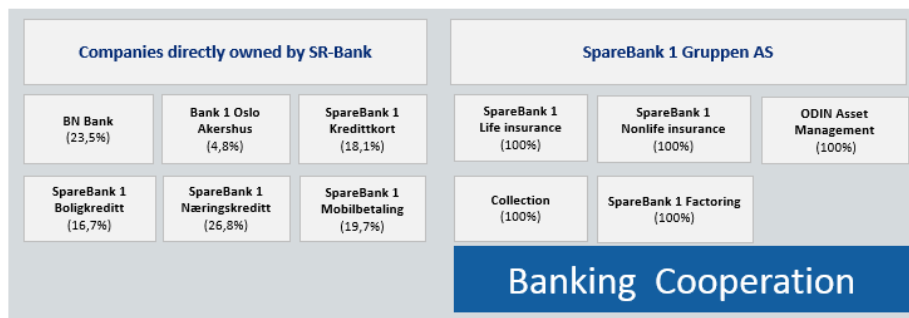 Companies directly owned by SR-Bank
BN Bank
(23,5%)
Bank 1 Oslo
Akershus
(4,8%)
SpareBank 1
Kredittkort
(18,1%)
SpareBank 1
Boligkreditt
(16,7%)
SpareBank 1
Næringskreditt
(26,8%)
SpareBank 1
Mobilbetaling
(19,7%)
SpareBank 1 Gruppen AS
SpareBank 1
Life insurance
(100%)
SpareBank 1
Nonlife insurance
(100%)
ODIN Asset
Management
(100%)
Collection
(100%)
SpareBank 1 Factoring
(100%)
Banking Cooperation